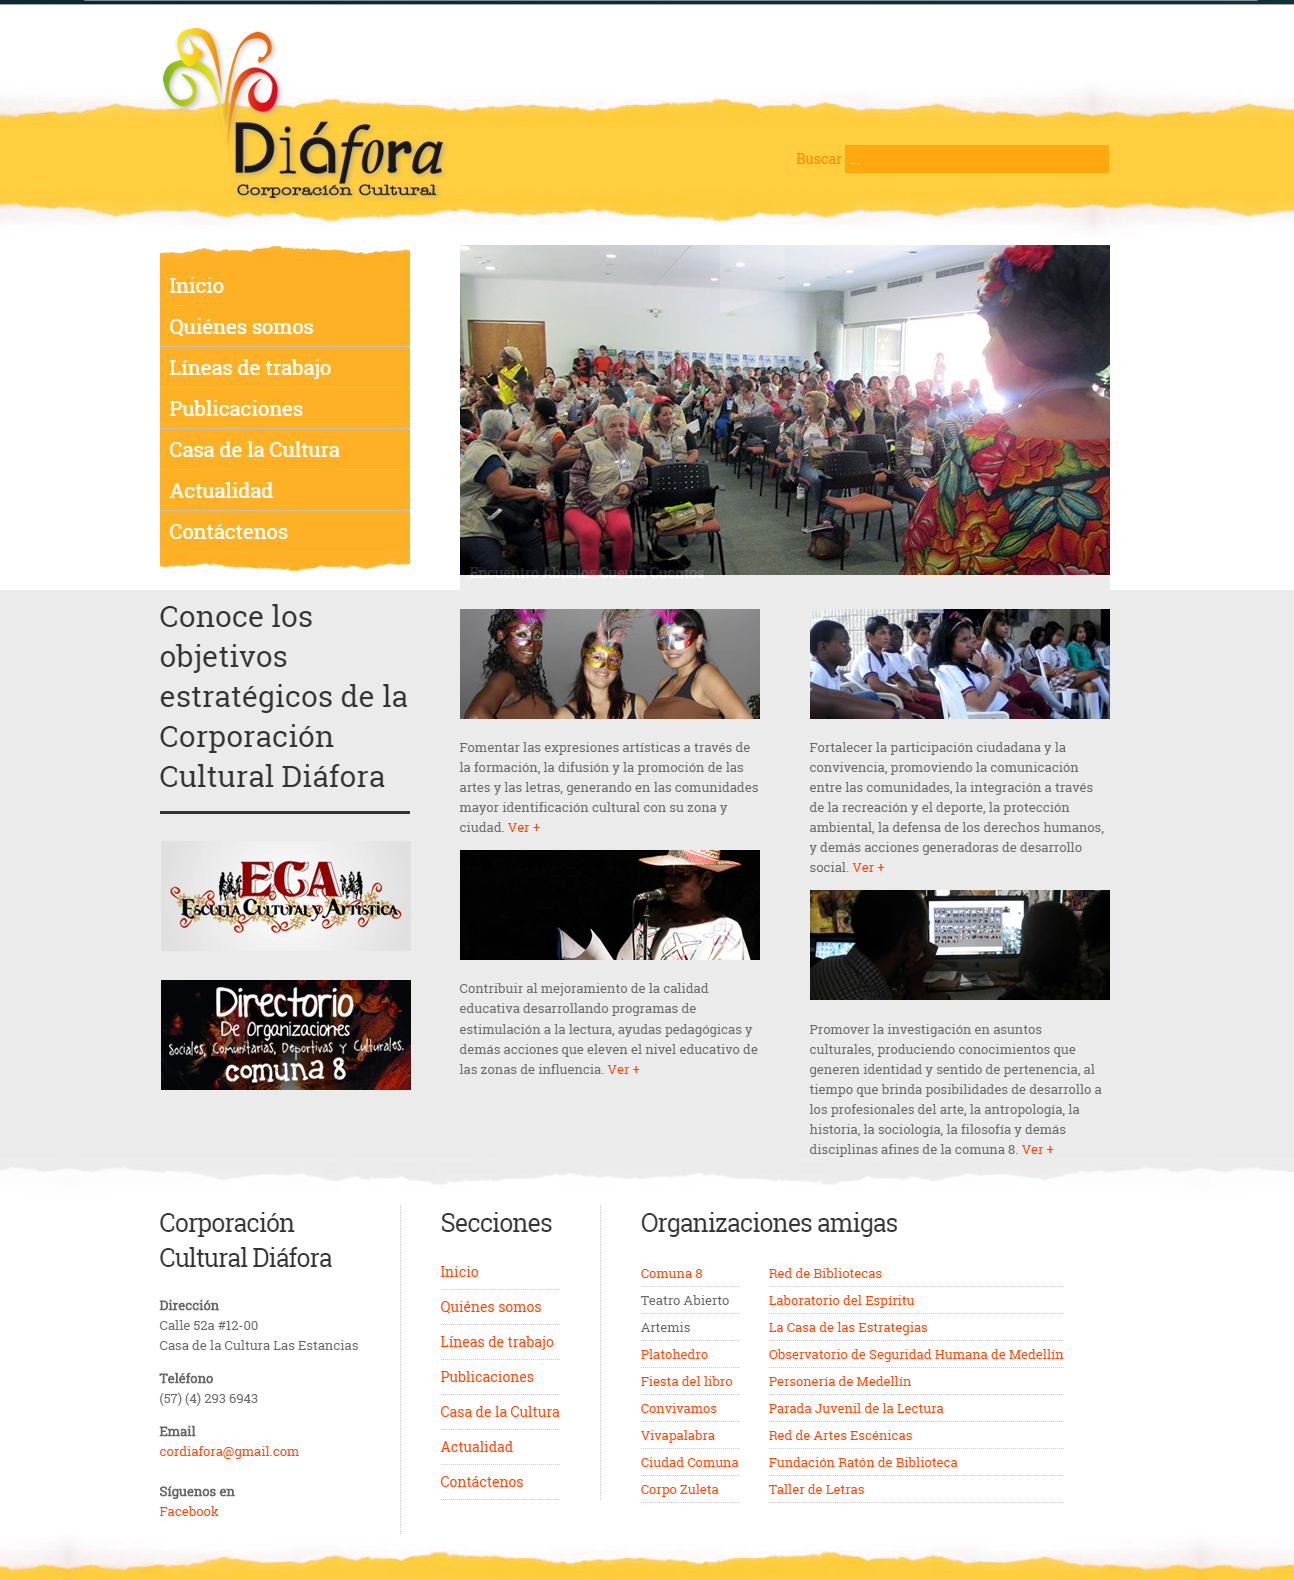 Diáfora
Corporación Cultural
Buscar ...
Inicio
Quiénes somos
Líneas de trabajo
Publicaciones
Casa de la Cultura
Actualidad
Contáctenos
Encuentro Abuelos Cuenta Cuentos
Conoce los
objetivos
estratégicos de la
Corporación
Cultural Diáfora
ECA
Escuela Cultural y Artística
Directorio
De Organizaciones
Sociales, Comunitarias, Deportivas Y Culturales.
comuna 8
Fomentar las expresiones artísticas a través de
la formación, la difusión y la promoción de las
artes y las letras, generando en las comunidades
mayor identificación cultural con su zona y
ciudad. Ver +
Contribuir al mejoramiento de la calidad
educativa desarrollando programas de
estimulación a la lectura, ayudas pedagógicas y
demás acciones que eleven el nivel educativo de
las zonas de influencia. Ver +
Fortalecer la participación ciudadana y la
convivencia, promoviendo la comunicación
entre las comunidades, la integración a través
de la recreación y el deporte, la protección
ambiental, la defensa de los derechos humanos,
y demás acciones generadoras de desarrollo
social. Ver +
Promover la investigación en asuntos
culturales, produciendo conocimientos que
generen identidad y sentido de pertenencia, al
tiempo que brinda posibilidades de desarrollo a
los profesionales del arte, la antropología, la
historia, la sociología, la filosofía y demás
disciplinas afines de la comuna 8. Ver +
Corporación
Cultural Diáfora
Dirección
Calle 52a #12-00
Casa de la Cultura Las Estancias
Teléfono
(57) (4) 293 6943
Email
cordiafora@gmail.com
Síguenos en
Facebook
Secciones
Inicio
Quiénes somos
Líneas de trabajo
Publicaciones
Casa de la Cultura
Actualidad
Contáctenos
Organizaciones amigas
Comuna 8
Teatro Abierto
Artemis
Platohedro
Fiesta del libro
Convivamos
Vivapalabra
Ciudad Comuna
Corpo Zuleta
Red de Bibliotecas
Laboratorio del Espíritu
La Casa de las Estrategias
Observatorio de Seguridad Humana de Medellín
Personería de Medellín
Parada Juvenil de la Lectura
Red de Artes Escénicas
Fundación Ratón de Biblioteca
Taller de Letras